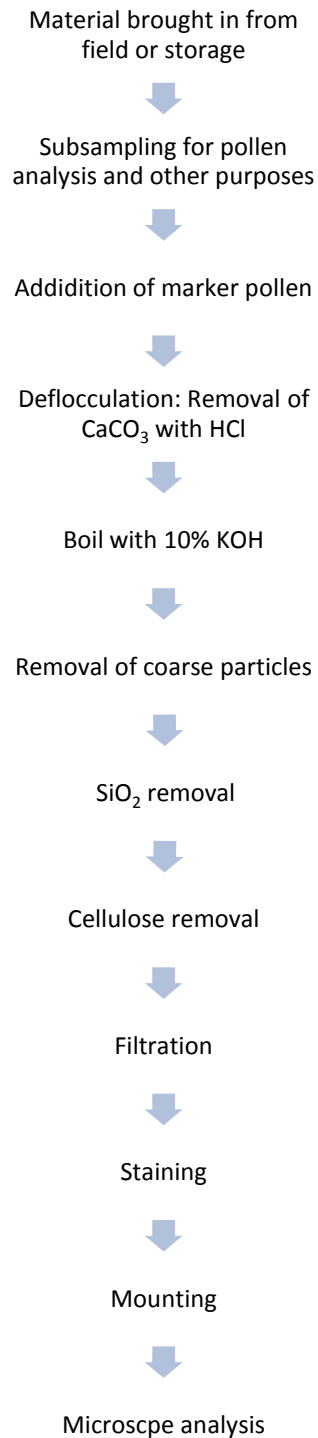 Material brought in from
field or storage
Subsampling for pollen
analysis and other purposes
Addidition of marker pollen
Deflocculation: Removal of
CaCO₃ with HCl
Boil with 10% KOH
Removal of coarse particles
SiO₂ removal
Cellulose removal
Filtration
Staining
Mounting
Microscpe analysis